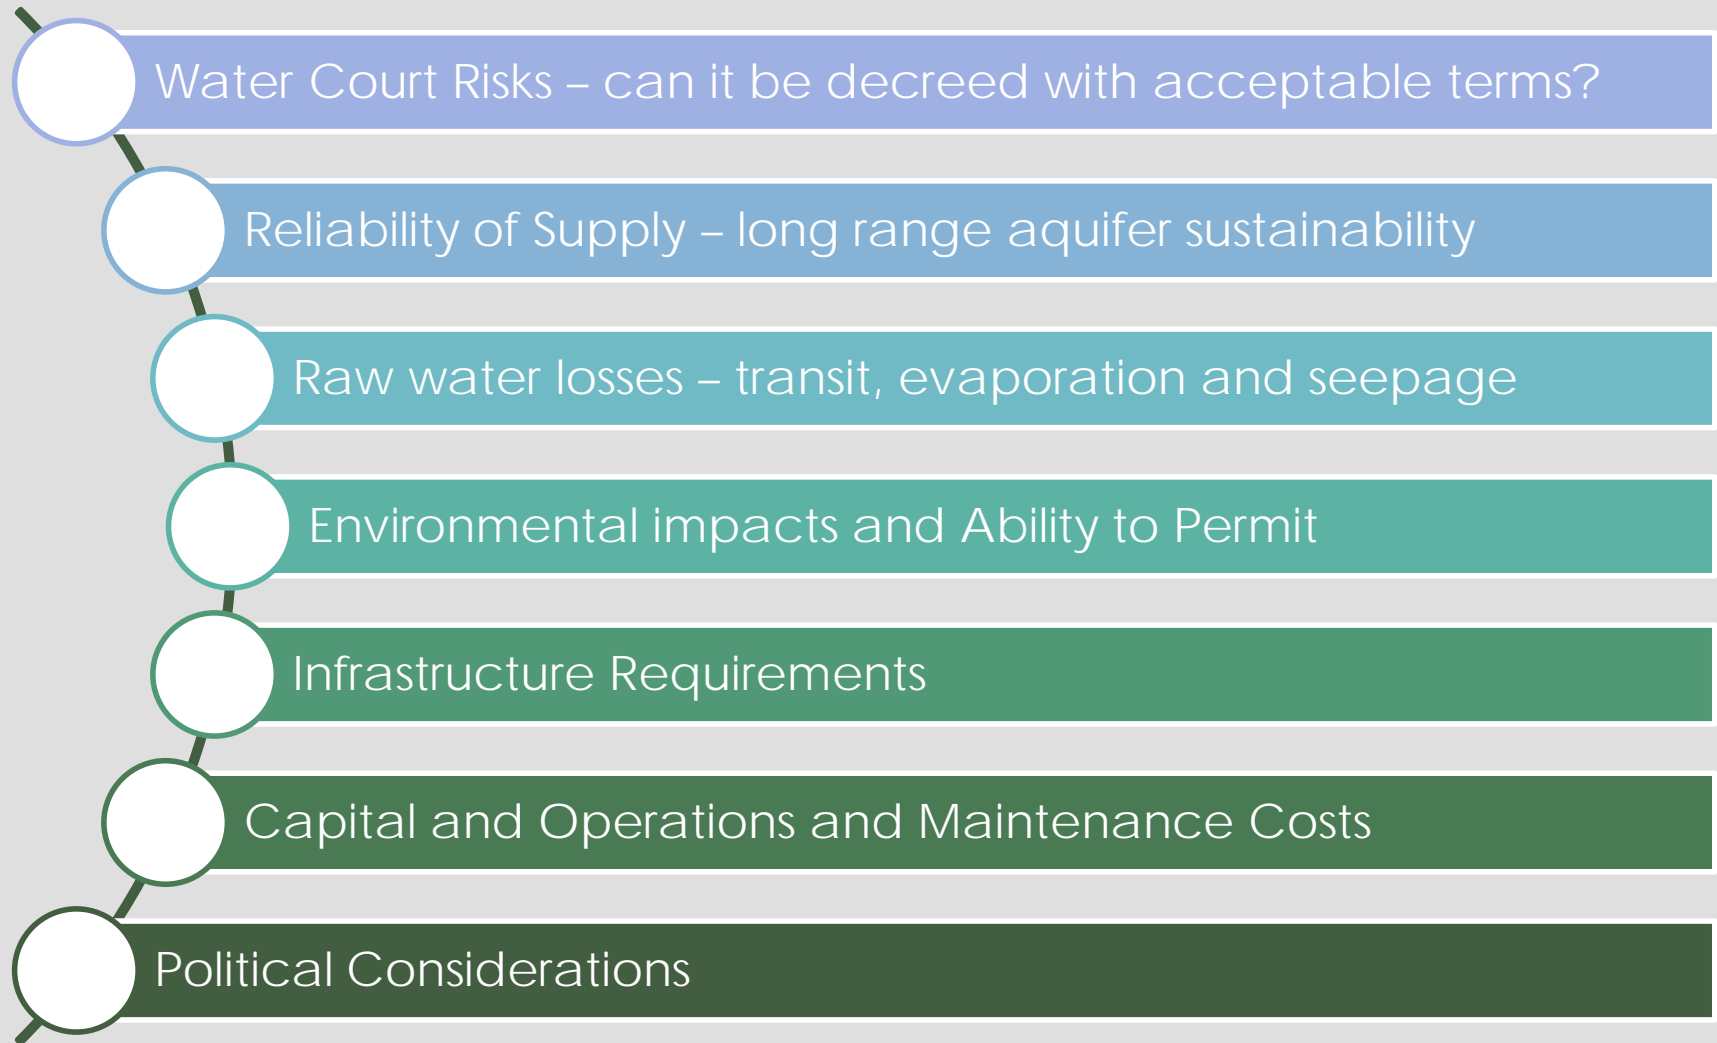 Water Court Risks – can it be decreed with acceptable terms?
Reliability of Supply – long range aquifer sustainability
Raw water losses – transit, evaporation and seepage
Environmental impacts and Ability to Permit
Infrastructure Requirements
Capital and Operations and Maintenance Costs
Political Considerations